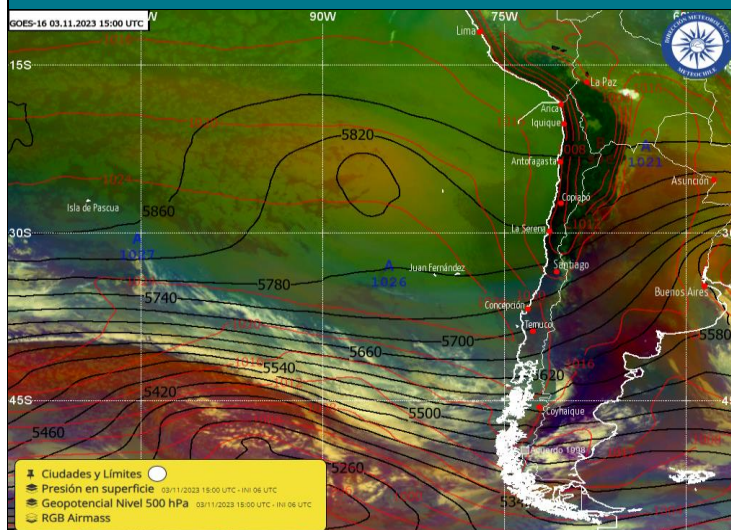 GOES-16 03.11.2023 15:00 UTC
90W
75W
DIRECCIÓN METEOROLÓGICA
METEOCHILE
Lima
15S
La Paz
Arica
Iquique
5820
Antofagasta
A
1021
Asunción
Isla de Pascua
5860
Copiapó
30S
La Serena
A
1027
A
1026
Juan Fernández
Santiago
5780
5740
Buenos Aires
Concepción
5700
Temuco
5580
5660
5540
5420
5500
45S
Coyhaique
5460
5260
Ciudades y Límites
Presión en superficie 03/11/2023 15:00 UTC - INI 06 UTC
Geopotencial Nivel 500 hPa 03/11/2023 15:00 UTC - INI 06 UTC
RGB Airmass